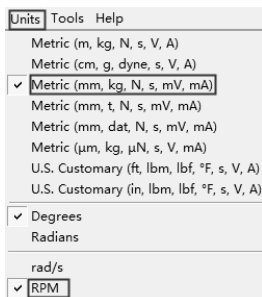 Units Tools Help
Metric (m, kg, N, s, V, A)
Metric (cm, g, dyne, s, V, A)
Metric (mm, kg, N, s, mV, mA)
Metric (mm, t, N, s, mV, mA)
Metric (mm, dat, N, s, mV, mA)
Metric (µm, kg, µN, s, V, mA)
U.S. Customary (ft, lbm, lbf, °F, s, V, A)
U.S. Customary (in, lbm, lbf, °F, s, V, A)
Degrees
Radians
rad/s
RPM